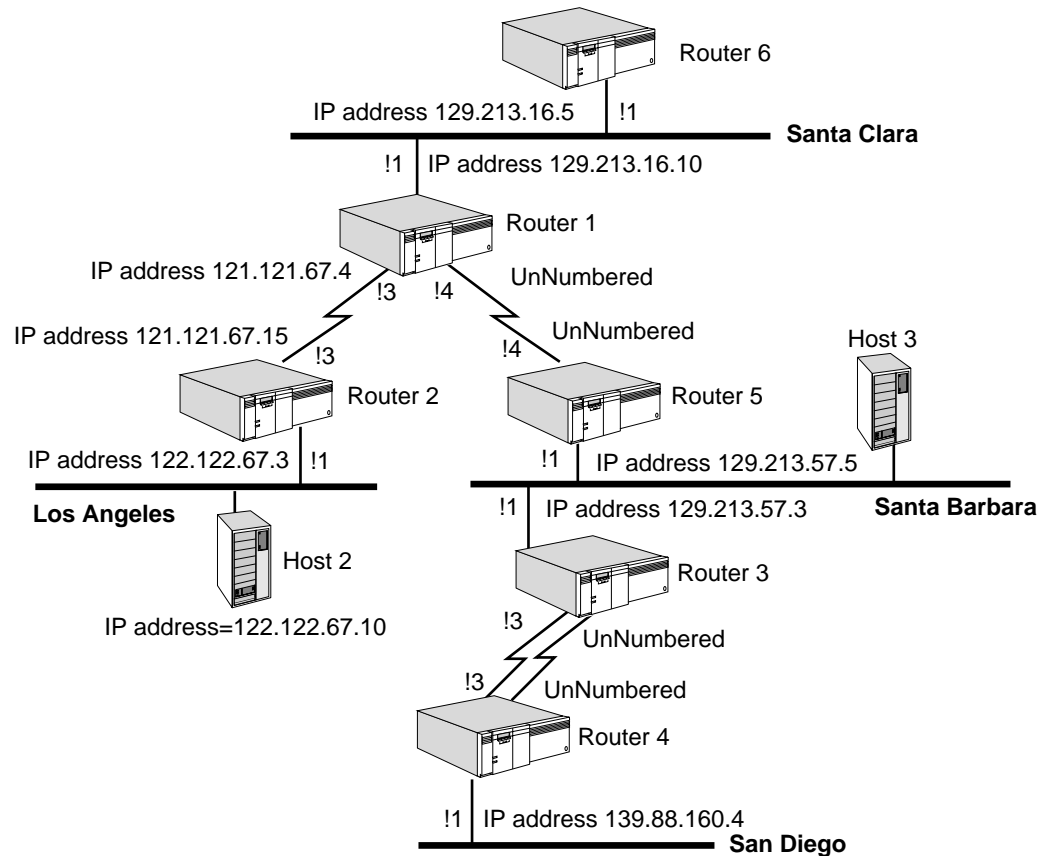 Router 6
IP address 129.213.16.5
!1
Santa Clara
!1
IP address 129.213.16.10
Router 1
IP address 121.121.67.4
!3
!4
UnNumbered
IP address 121.121.67.15
!3
UnNumbered
!4
Host 3
Router 2
Router 5
IP address 122.122.67.3
!1
!1
IP address 129.213.57.5
Los Angeles
!1
IP address 129.213.57.3
Santa Barbara
Host 2
Router 3
IP address=122.122.67.10
!3
UnNumbered
!3
UnNumbered
Router 4
!1
IP address 139.88.160.4
San Diego